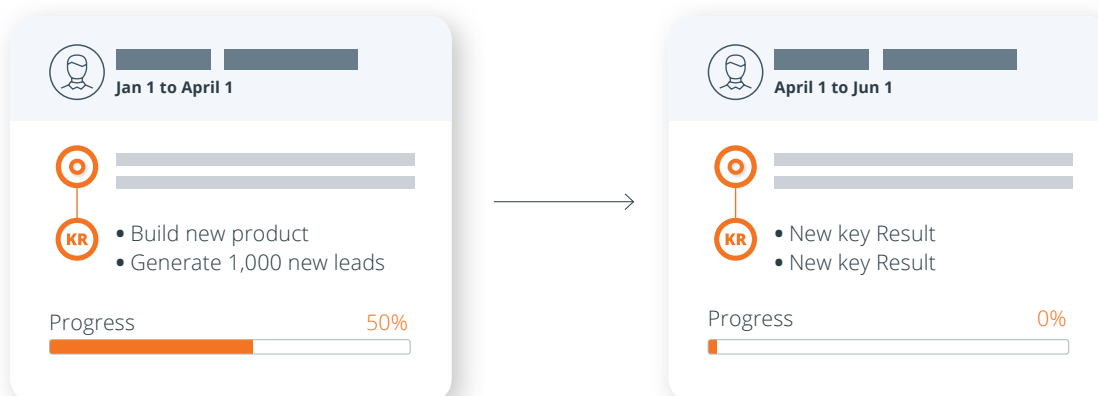 Jan 1 to April 1
O
KR
• Build new product
• Generate 1,000 new leads
Progress 50%
April 1 to Jun 1
O
KR
• New key Result
• New key Result
Progress 0%